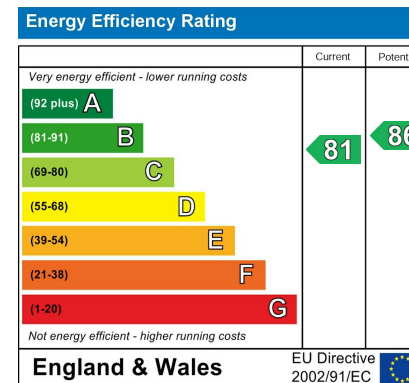 Energy Efficiency Rating
Current Potent
Very energy efficient - lower running costs
(92 plus) A
(81-91) B
81 86
(69-80) C
(55-68) D
(39-54) E
(21-38) F
(1-20) G
Not energy efficient - higher running costs
England & Wales
EU Directive
2002/91/EC